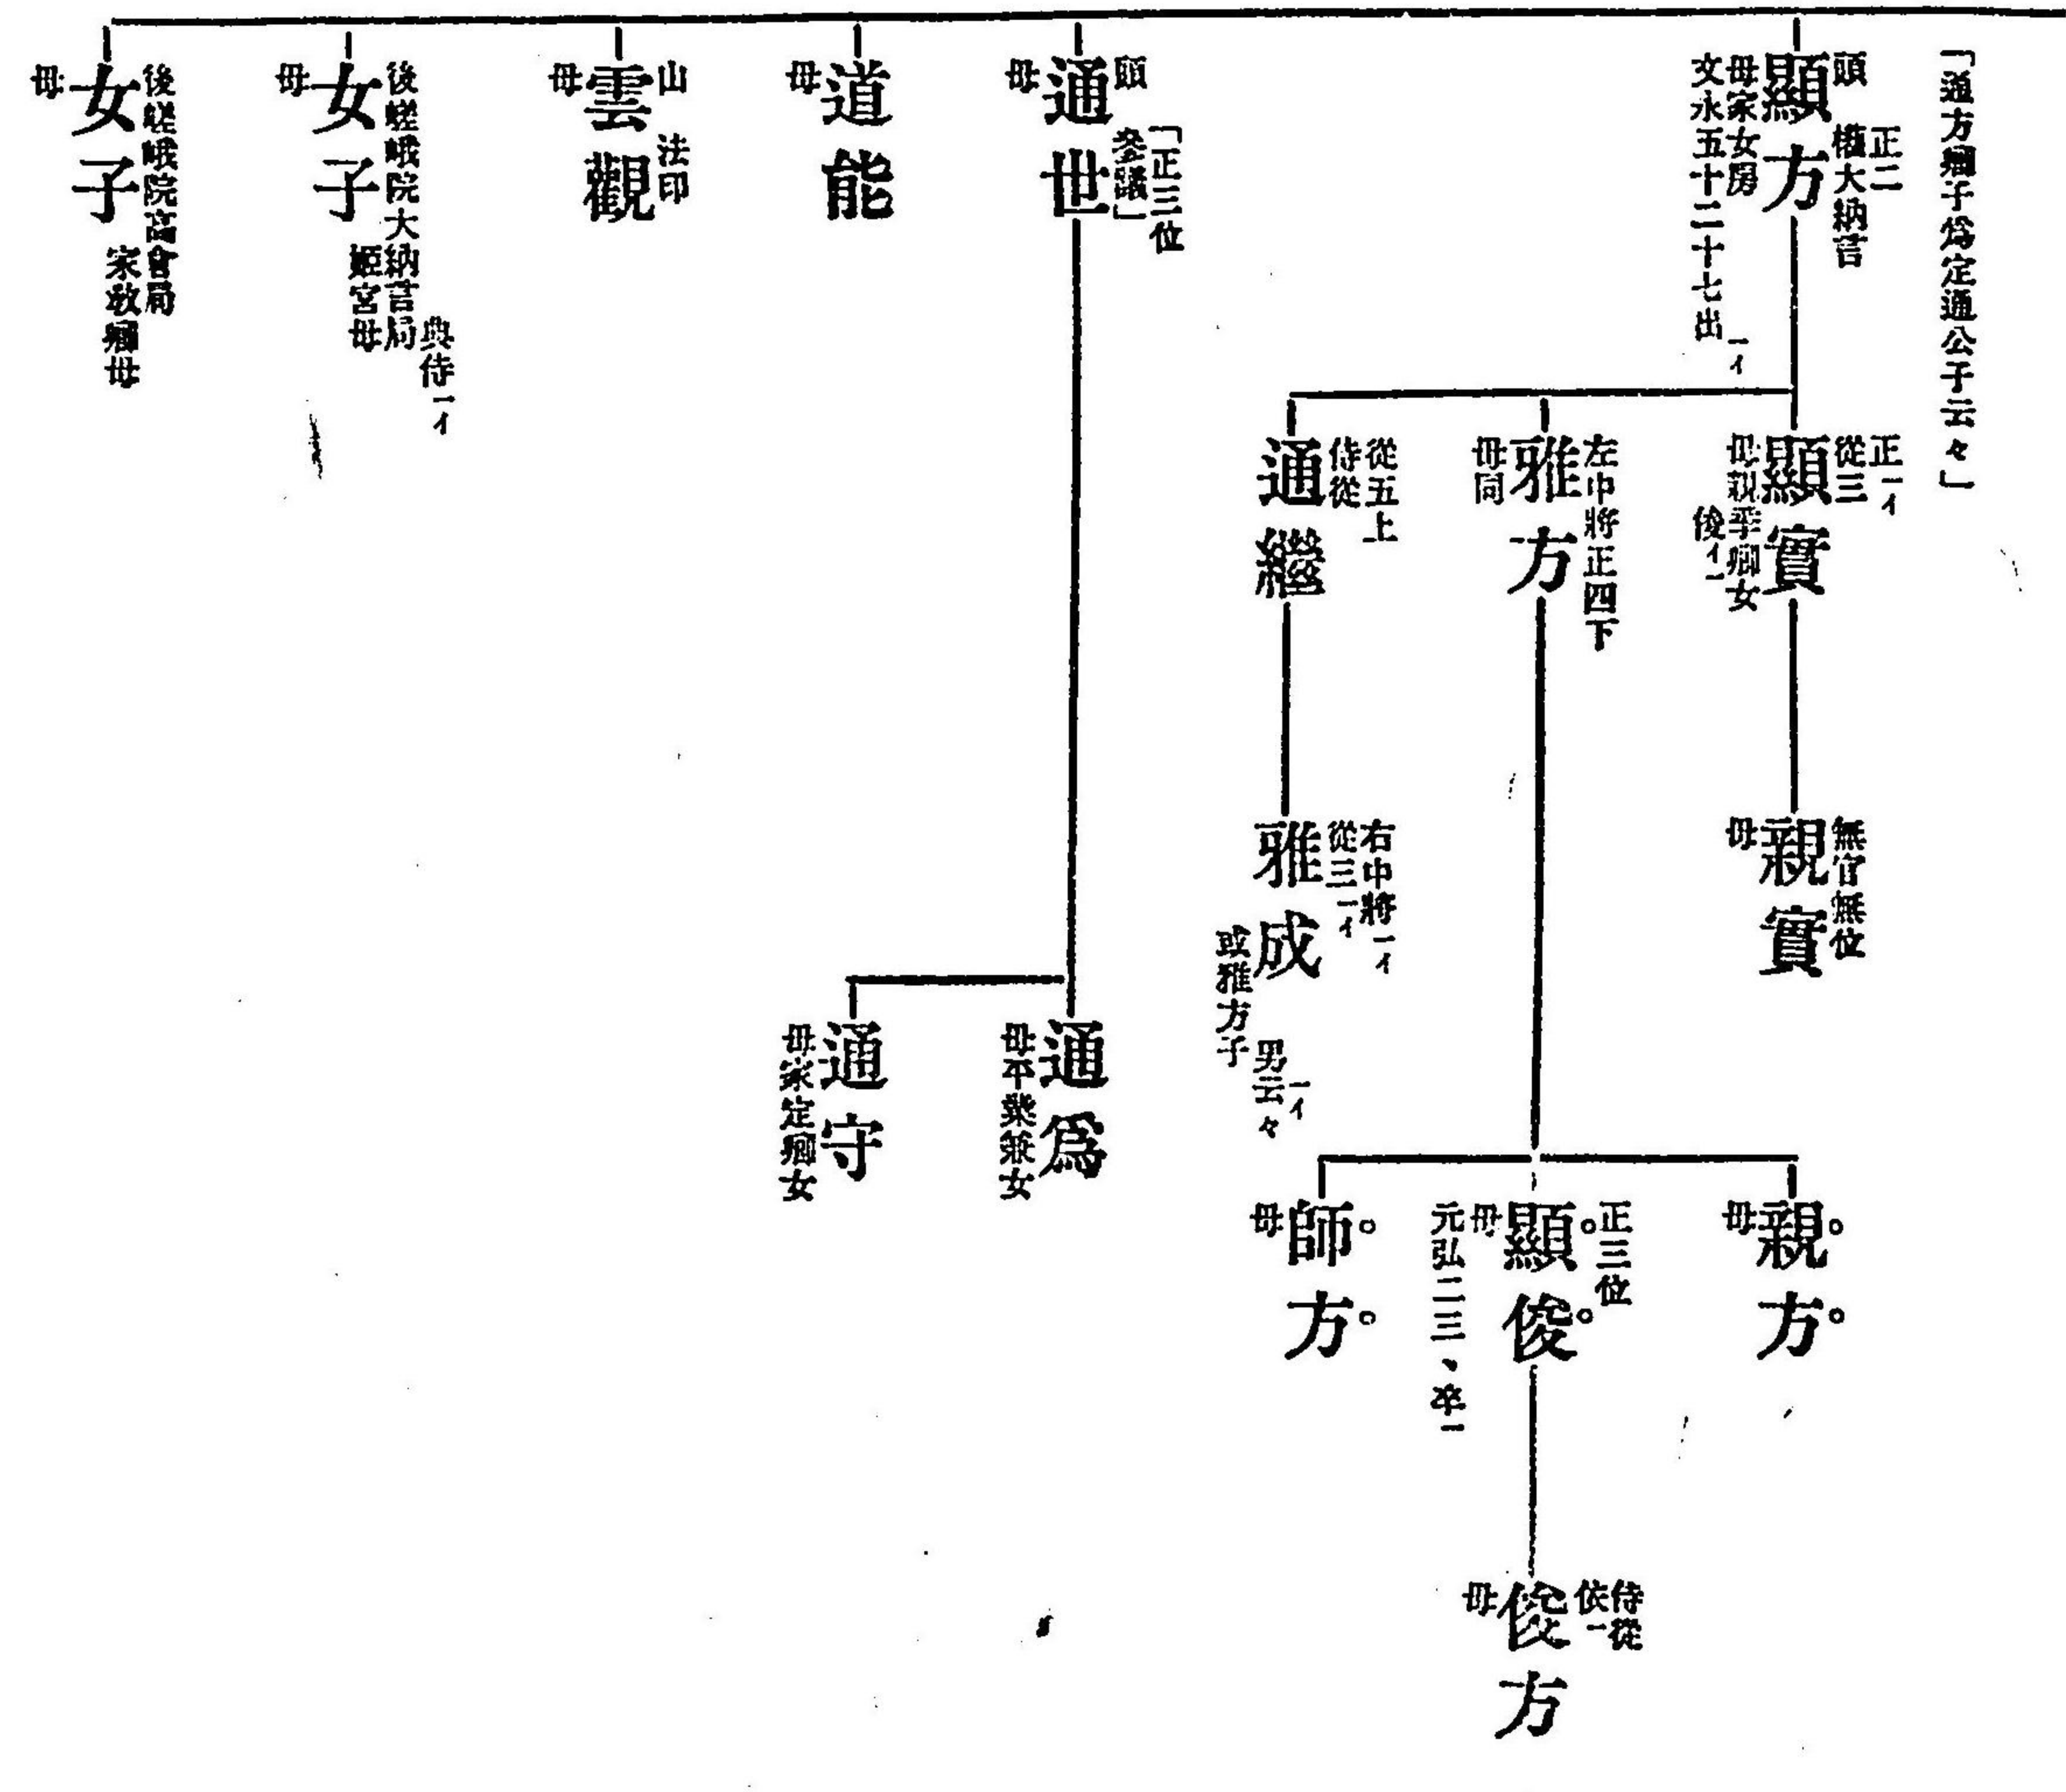 「通方卿子爲定通公子云々」
正二
權大納言
頭
顯方
母家女房
文永五十二十七出
一イ
正一イ
從三
顯實
母親季卿女
俊イ一
無官無位
親實
母
左中將正四下
雅方
母同
親方
母
正三位
顯俊
母
元弘二三、卒一
侍從
依一
俊方
母
師方
母
從五上
侍從
通繼
右中將一イ
從三一イ
雅成
或雅方子
男云々
一イ
「正三位
參議」
頭
通世
母
通爲
母平業兼女
通守
母家定卿女
道能
母
山 法印
雲觀
母
典侍一イ
後嵯峨院大納言局
姬宮母
女子
母
後嵯峨院高倉局
宗教卿母
女子
母